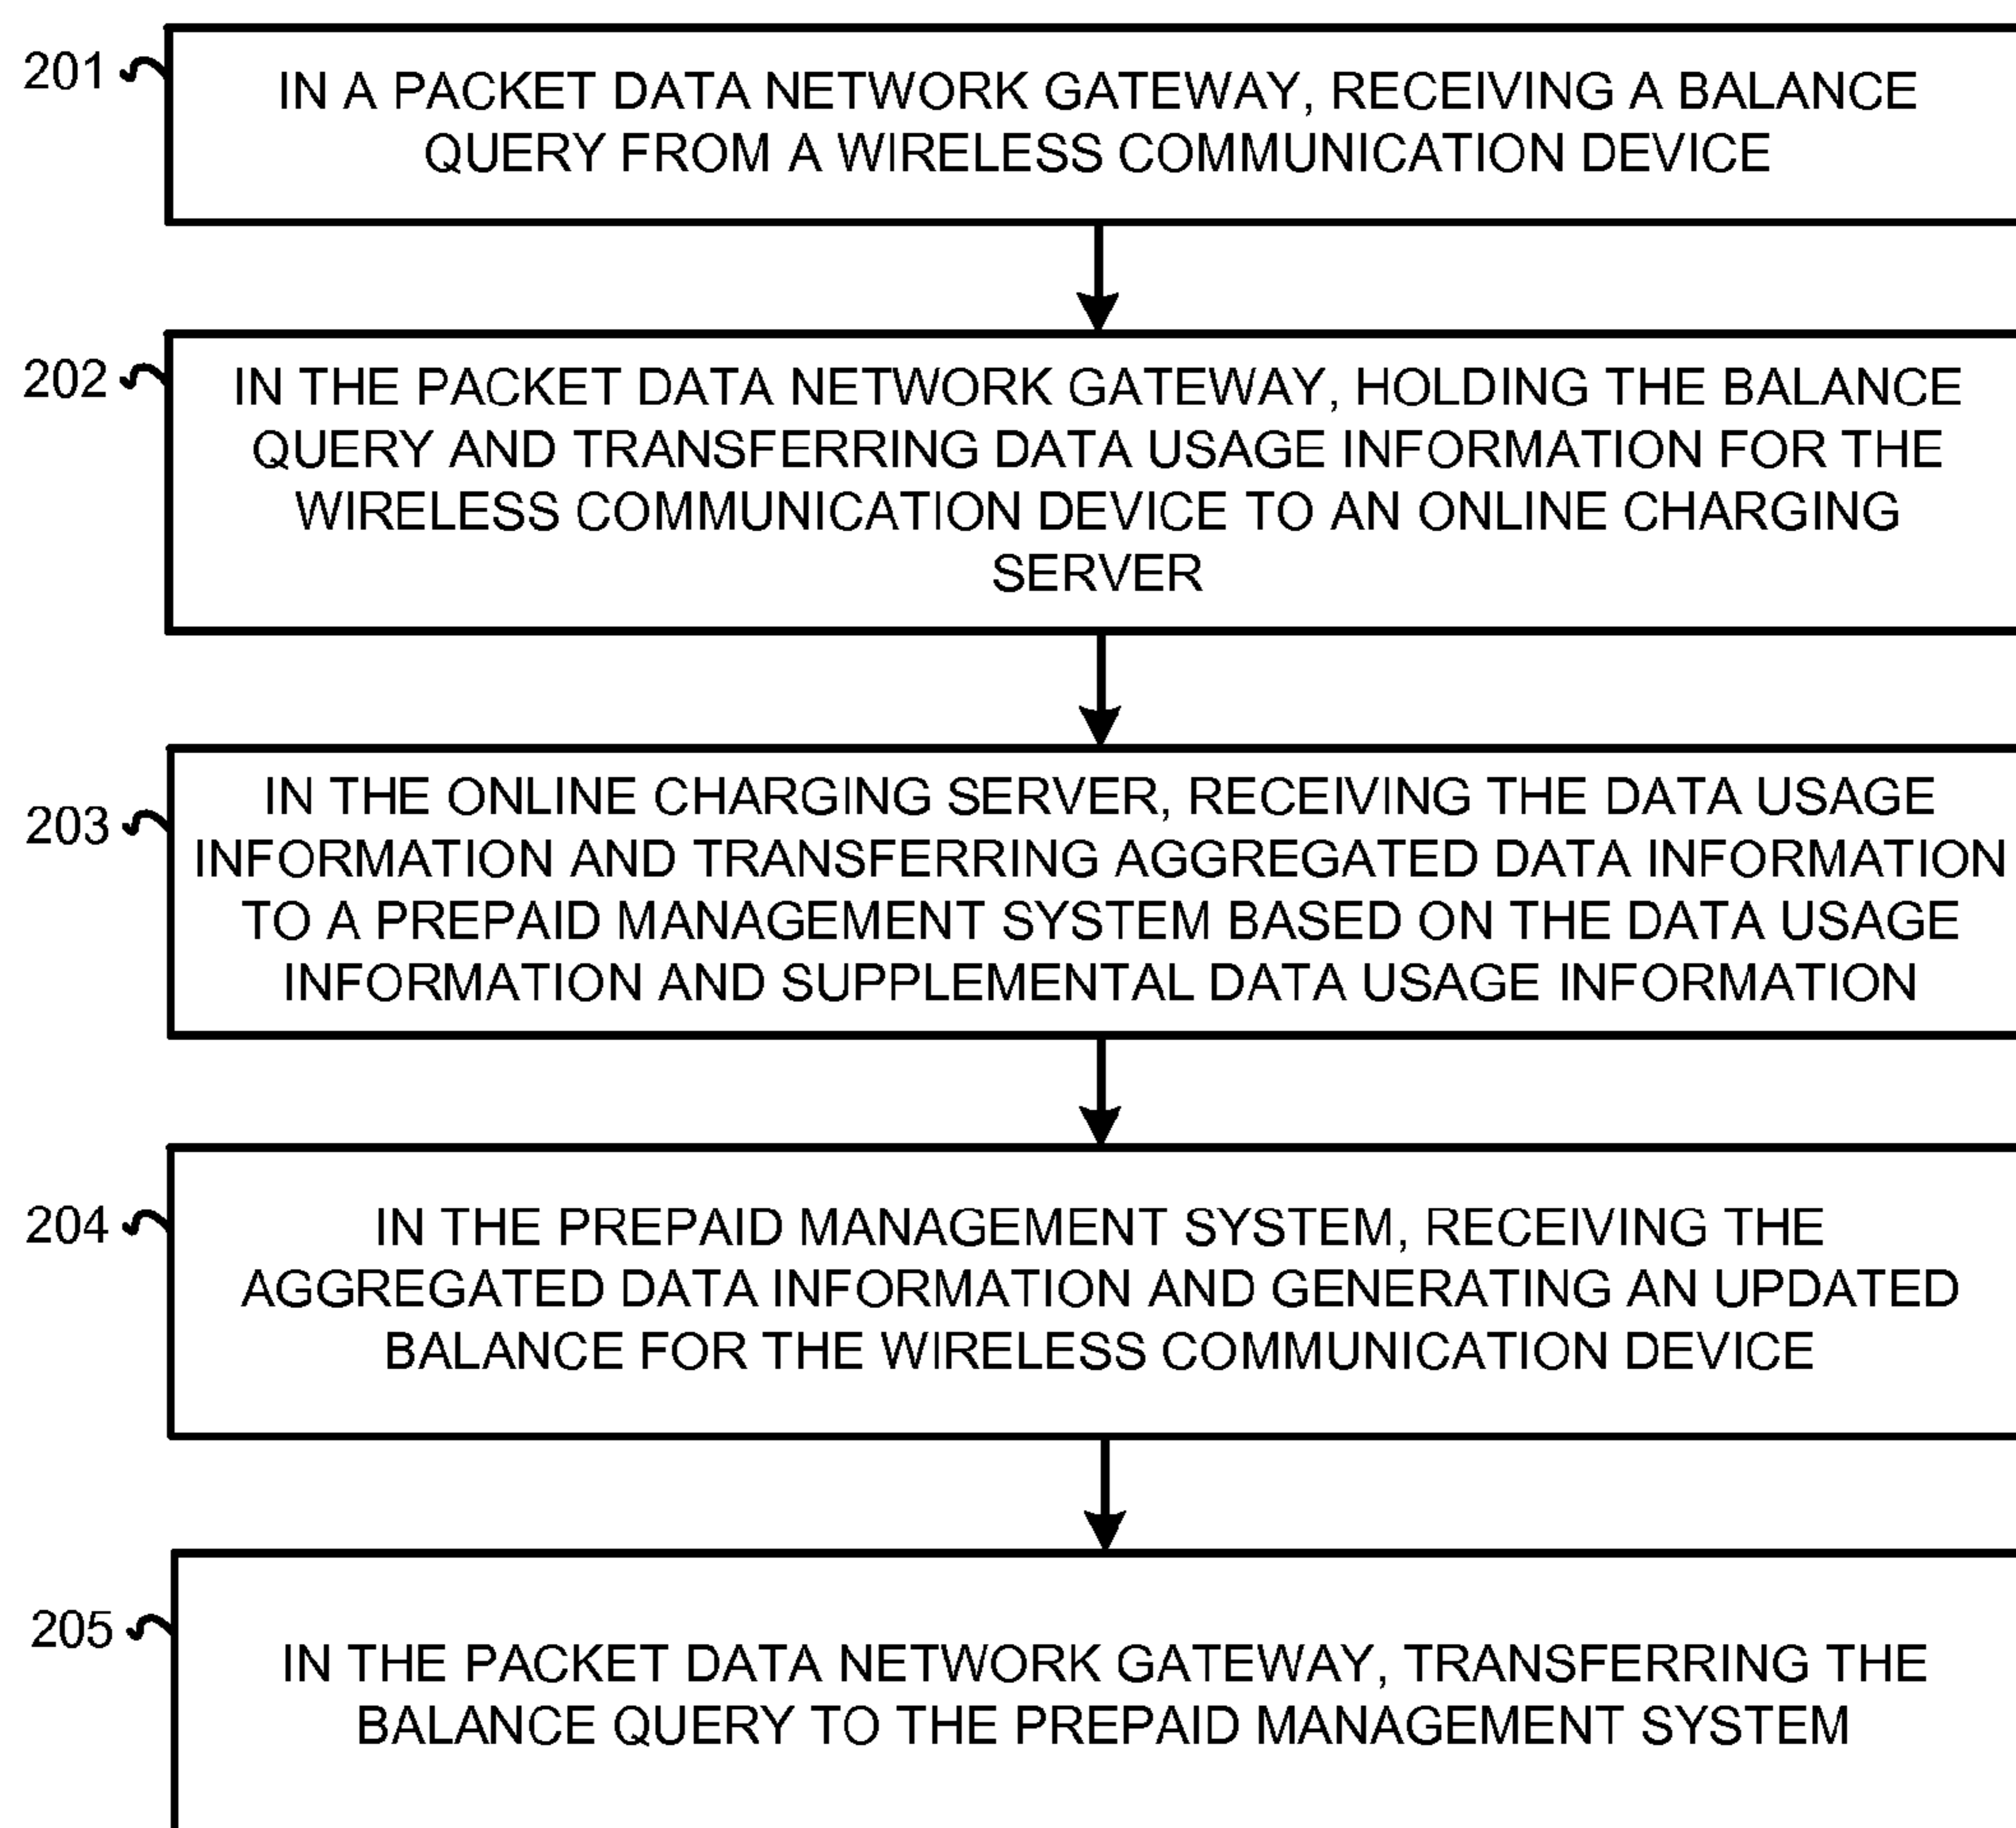 201
IN A PACKET DATA NETWORK GATEWAY, RECEIVING A BALANCE
QUERY FROM A WIRELESS COMMUNICATION DEVICE
202
IN THE PACKET DATA NETWORK GATEWAY, HOLDING THE BALANCE
QUERY AND TRANSFERRING DATA USAGE INFORMATION FOR THE
WIRELESS COMMUNICATION DEVICE TO AN ONLINE CHARGING
SERVER
203
IN THE ONLINE CHARGING SERVER, RECEIVING THE DATA USAGE
INFORMATION AND TRANSFERRING AGGREGATED DATA INFORMATION
TO A PREPAID MANAGEMENT SYSTEM BASED ON THE DATA USAGE
INFORMATION AND SUPPLEMENTAL DATA USAGE INFORMATION
204
IN THE PREPAID MANAGEMENT SYSTEM, RECEIVING THE
AGGREGATED DATA INFORMATION AND GENERATING AN UPDATED
BALANCE FOR THE WIRELESS COMMUNICATION DEVICE
205
IN THE PACKET DATA NETWORK GATEWAY, TRANSFERRING THE
BALANCE QUERY TO THE PREPAID MANAGEMENT SYSTEM